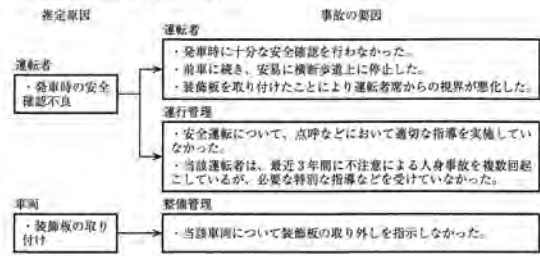 推定原因
事故の要因
運転者
・発車時の安全
確認不良
運転者
・発車時に十分な安全確認を行わなかった。
・前車に続き、安易に横断歩道上に停止した。
・装飾板を取り付けたことにより運転者席からの視界が悪化した。
運行管理
・安全運転について、点呼などにおいて適切な指導を実施してい
なかった。
・当該運転者は、最近3年間に不注意による人身事故を複数回起
こしているが、必要な特別な指導などを受けていなかった。
車両
・装飾板の取り
付け
整備管理
・当該車両について装飾板の取り外しを指示しなかった。